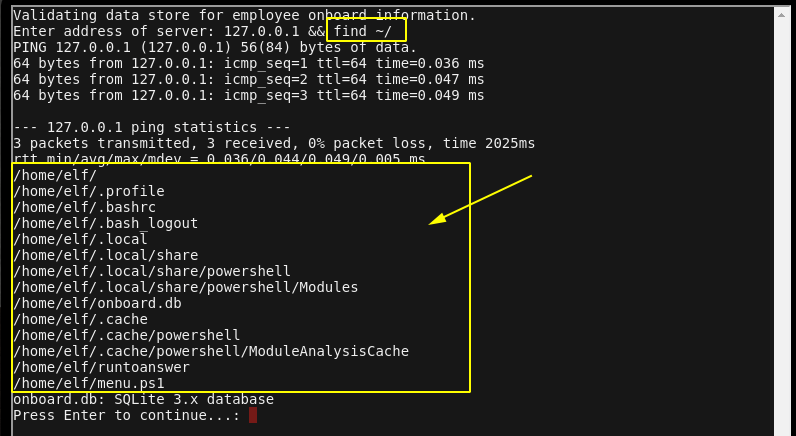 Validating data store for employee onboard information.
Enter address of server: 127.0.0.1 && find ~/
PING 127.0.0.1 (127.0.0.1) 56(84) bytes of data.
64 bytes from 127.0.0.1: icmp_seq=1 ttl=64 time=0.036 ms
64 bytes from 127.0.0.1: icmp_seq=2 ttl=64 time=0.047 ms
64 bytes from 127.0.0.1: icmp_seq=3 ttl=64 time=0.049 ms
--- 127.0.0.1 ping statistics ---
3 packets transmitted, 3 received, 0% packet loss, time 2025ms
rtt min/avg/max/mdev = 0.036/0.044/0.049/0.005 ms
/home/elf/
/home/elf/.profile
/home/elf/.bashrc
/home/elf/.bash_logout
/home/elf/.local
/home/elf/.local/share
/home/elf/.local/share/powershell
/home/elf/.local/share/powershell/Modules
/home/elf/onboard.db
/home/elf/.cache
/home/elf/.cache/powershell
/home/elf/.cache/powershell/ModuleAnalysisCache
/home/elf/runtoanswer
/home/elf/menu.ps1
onboard.db: SQLite 3.x database
Press Enter to continue...: